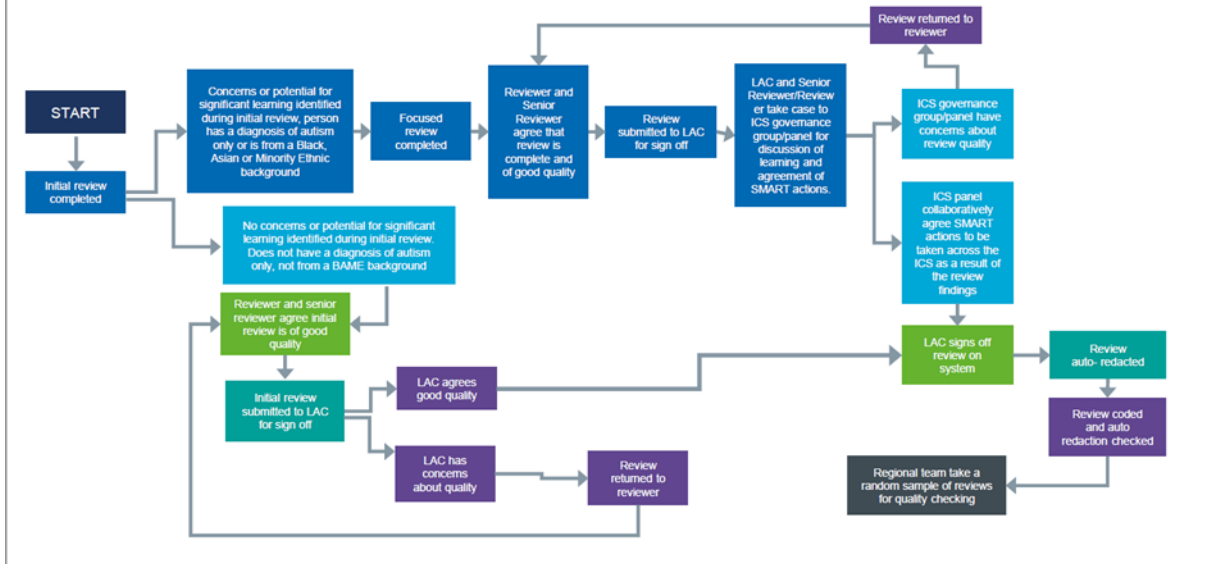 START
Initial review
completed
Concerns or potential for
significant learning identified
during initial review, person
has a diagnosis of autism
only or is from a Black,
Asian or Minority Ethnic
background
Focused
review
completed
Reviewer and
Senior
Reviewer
agree that
review is
complete and
of good quality
Review
submitted to LAC
for sign off
LAC and Senior
Reviewer/Review
er take case to
ICS governance
group/panel for
discussion of
learning and
agreement of
SMART actions.
Review returned to
reviewer
ICS governance
group/panel have
concerns about
review quality
ICS panel
collaboratively
agree SMART
actions to be
taken across the
ICS as a result of
the review
findings
No concerns or potential for significant
learning identified during initial review.
Does not have a diagnosis of autism
only, not from a BAME background
Reviewer and senior
reviewer agree initial
review is of good
quality
Initial review
submitted to LAC
for sign off
LAC agrees
good quality
LAC has
concerns
about quality
Review
returned to
reviewer
LAC signs off
review on
system
Review
auto- redacted
Review coded
and auto
redaction checked
Regional team take a
random sample of reviews
for quality checking